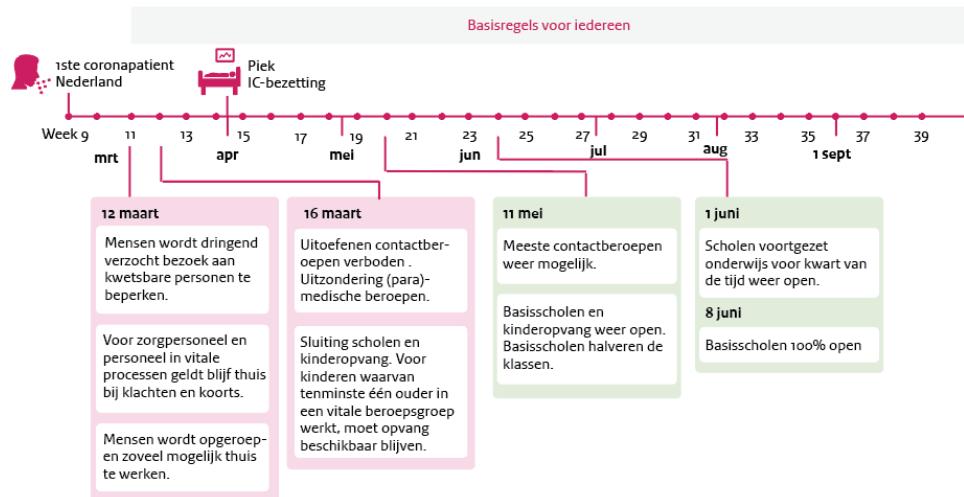 Basisregels voor iedereen
1ste coronapatient
Nederland
Piek
IC-bezetting
Week 9 11 13 15 17 19 21 23 25 27 29 31 33 35 37 39
mrt apr mei jun jul aug 1 sept
12 maart
Mensen wordt dringend
verzocht bezoek aan
kwetsbare personen te
beperken.
Voor zorgpersoneel en
personeel in vitale
processen geldt blijf thuis
bij klachten en koorts.
Mensen wordt opgeroep-
en zoveel mogelijk thuis
te werken.
16 maart
Uitoefenen contactber-
oepen verboden .
Uitzondering (para)-
medische beroepen.
Sluiting scholen en
kinderopvang. Voor
kinderen waarvan
tenminste één ouder in
een vitale beroepsgroep
werkt, moet opvang
beschikbaar blijven.
11 mei
Meeste contactberoepen
weer mogelijk.
Basisscholen en
kinderopvang weer open.
Basisscholen halveren de
klassen.
1 juni
Scholen voortgezet
onderwijs voor kwart van
de tijd weer open.
8 juni
Basisscholen 100% open